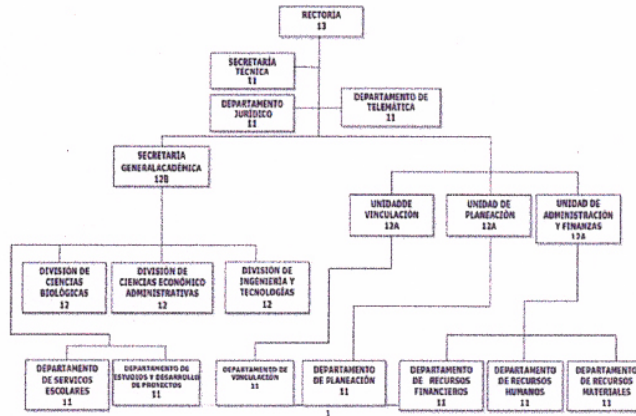 RECTORÍA
13
SECRETARÍA
TÉCNICA
11
DEPARTAMENTO
JURÍDICO
11
DEPARTAMENTO DE
TELEMÁTICA
11
SECRETARÍA
GENERALACADÉMICA
12B
UNIDADDE
VINCULACIÓN
12A
UNIDAD DE
PLANEACIÓN
12A
UNIDAD DE
ADMINISTRACIÓN
Y FINANZAS
12A
DIVISIÓN DE
CIENCIAS
BIOLÓGICAS
12
DIVISIÓN DE
CIENCIAS ECONÓMICO
ADMINISTRATIVAS
12
DIVISIÓN DE
INGENIERÍA Y
TECNOLOGÍAS
12
DEPARTAMENTO
DE SERVICIOS
ESCOLARES
11
DEPARTAMENTO DE
ESTUDIOS Y DESARROLLO
DE PROYECTOS
11
DEPARTAMENTO DE
VINCULACIÓN
11
DEPARTAMENTO
DE PLANEACIÓN
11
DEPARTAMENTO
DE RECURSOS
FINANCIEROS
11
DEPARTAMENTO
DE RECURSOS
HUMANOS
11
DEPARTAMENTO
DE RECURSOS
MATERIALES
11
1